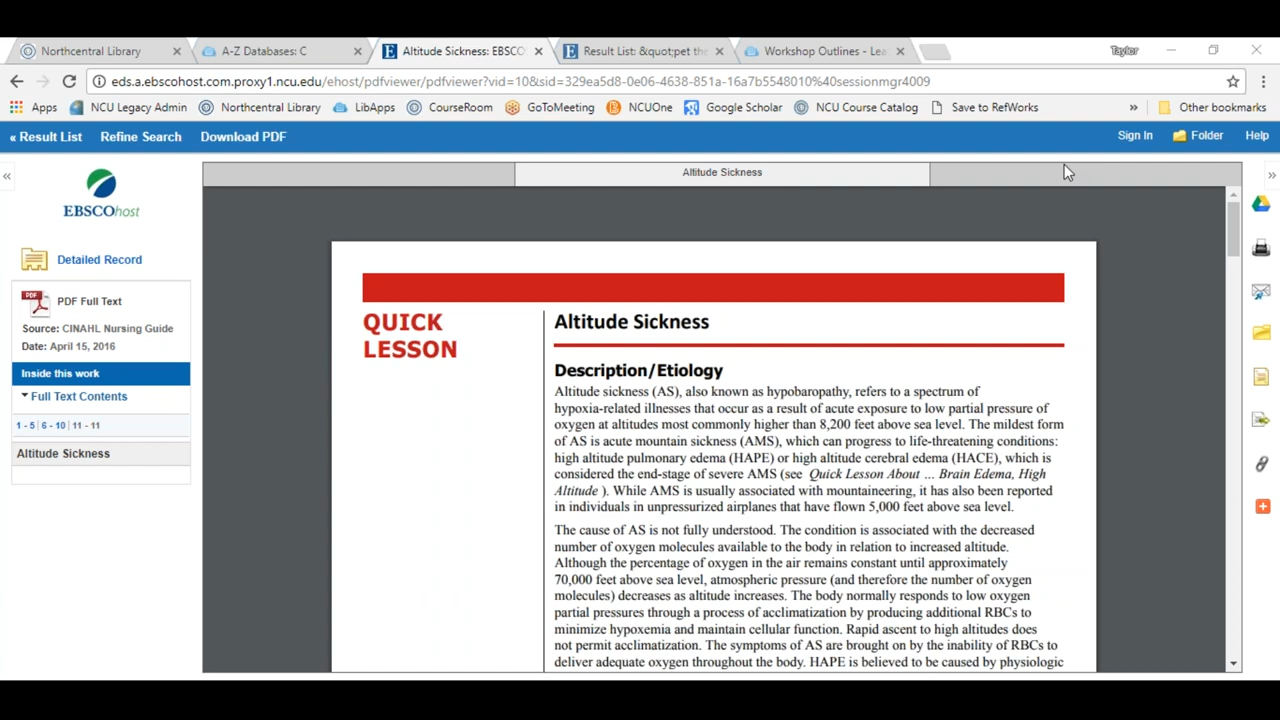 Northcentral Library
A-Z Databases: C
Altitude Sickness: EBSCO
Result List: &quot;pet the
Workshop Outlines - Lea
Taylor
eds.a.ebscohost.com.proxy1.ncu.edu/ehost/pdfviewer/pdfviewer?vid=10&sid=329ea5d8-0e06-4638-851a-16a7b5548010%40sessionmgr4009
Apps
NCU Legacy Admin
Northcentral Library
LibApps
CourseRoom
GoToMeeting
NCUOne
Google Scholar
NCU Course Catalog
Save to RefWorks
»
Other bookmarks
« Result List
Refine Search
Download PDF
Sign In
Folder
Help
«
Altitude Sickness
»
EBSCOhost
Detailed Record
PDF
PDF Full Text
Source: CINAHL Nursing Guide
Date: April 15, 2016
Inside this work
Full Text Contents
1 - 5 | 6 - 10 | 11 - 11
Altitude Sickness
QUICK
LESSON
Altitude Sickness
Description/Etiology
Altitude sickness (AS), also known as hypobaropathy, refers to a spectrum of
hypoxia-related illnesses that occur as a result of acute exposure to low partial pressure of
oxygen at altitudes most commonly higher than 8,200 feet above sea level. The mildest form
of AS is acute mountain sickness (AMS), which can progress to life-threatening conditions:
high altitude pulmonary edema (HAPE) or high altitude cerebral edema (HACE), which is
considered the end-stage of severe AMS (see Quick Lesson About ... Brain Edema, High
Altitude ). While AMS is usually associated with mountaineering, it has also been reported
in individuals in unpressurized airplanes that have flown 5,000 feet above sea level.
The cause of AS is not fully understood. The condition is associated with the decreased
number of oxygen molecules available to the body in relation to increased altitude.
Although the percentage of oxygen in the air remains constant until approximately
70,000 feet above sea level, atmospheric pressure (and therefore the number of oxygen
molecules) decreases as altitude increases. The body normally responds to low oxygen
partial pressures through a process of acclimatization by producing additional RBCs to
minimize hypoxemia and maintain cellular function. Rapid ascent to high altitudes does
not permit acclimatization. The symptoms of AS are brought on by the inability of RBCs to
deliver adequate oxygen throughout the body. HAPE is believed to be caused by physiologic